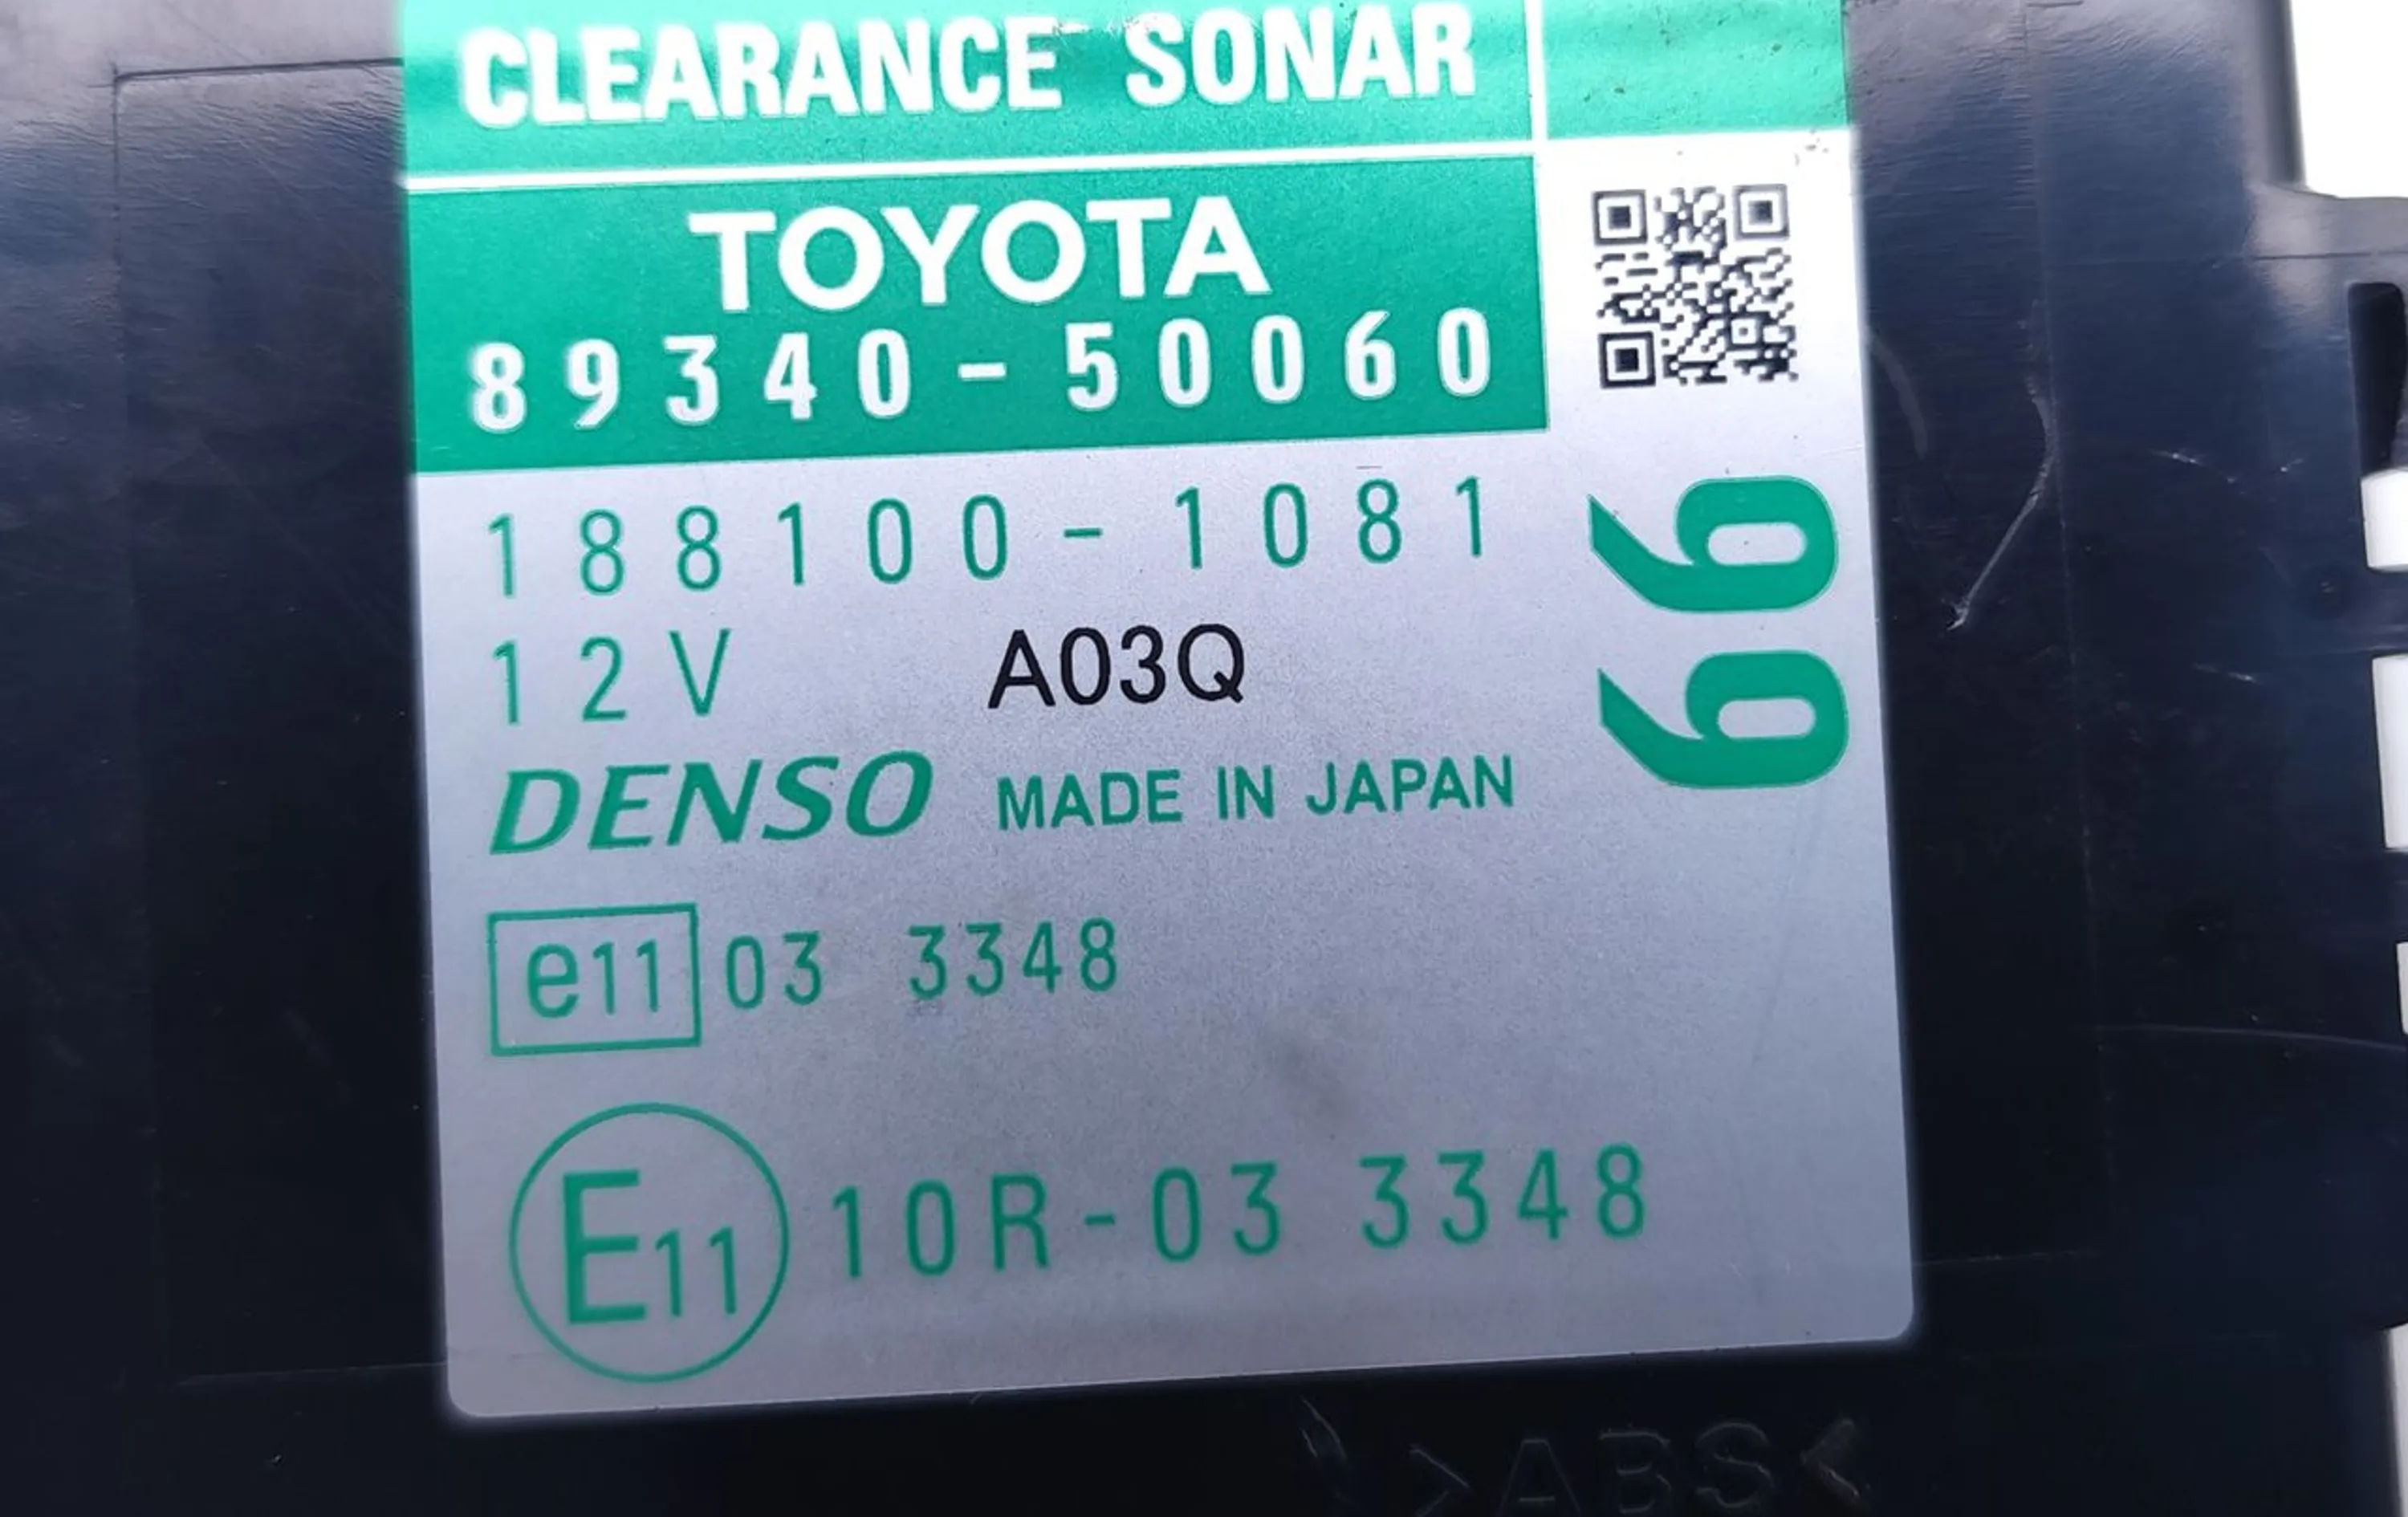 CLEARANCE SONAR
TOYOTA
89340-50060
188100-1081
12V A03Q
DENSO MADE IN JAPAN
99
e11 03 3348
E11 10R-03 3348
>ABS<